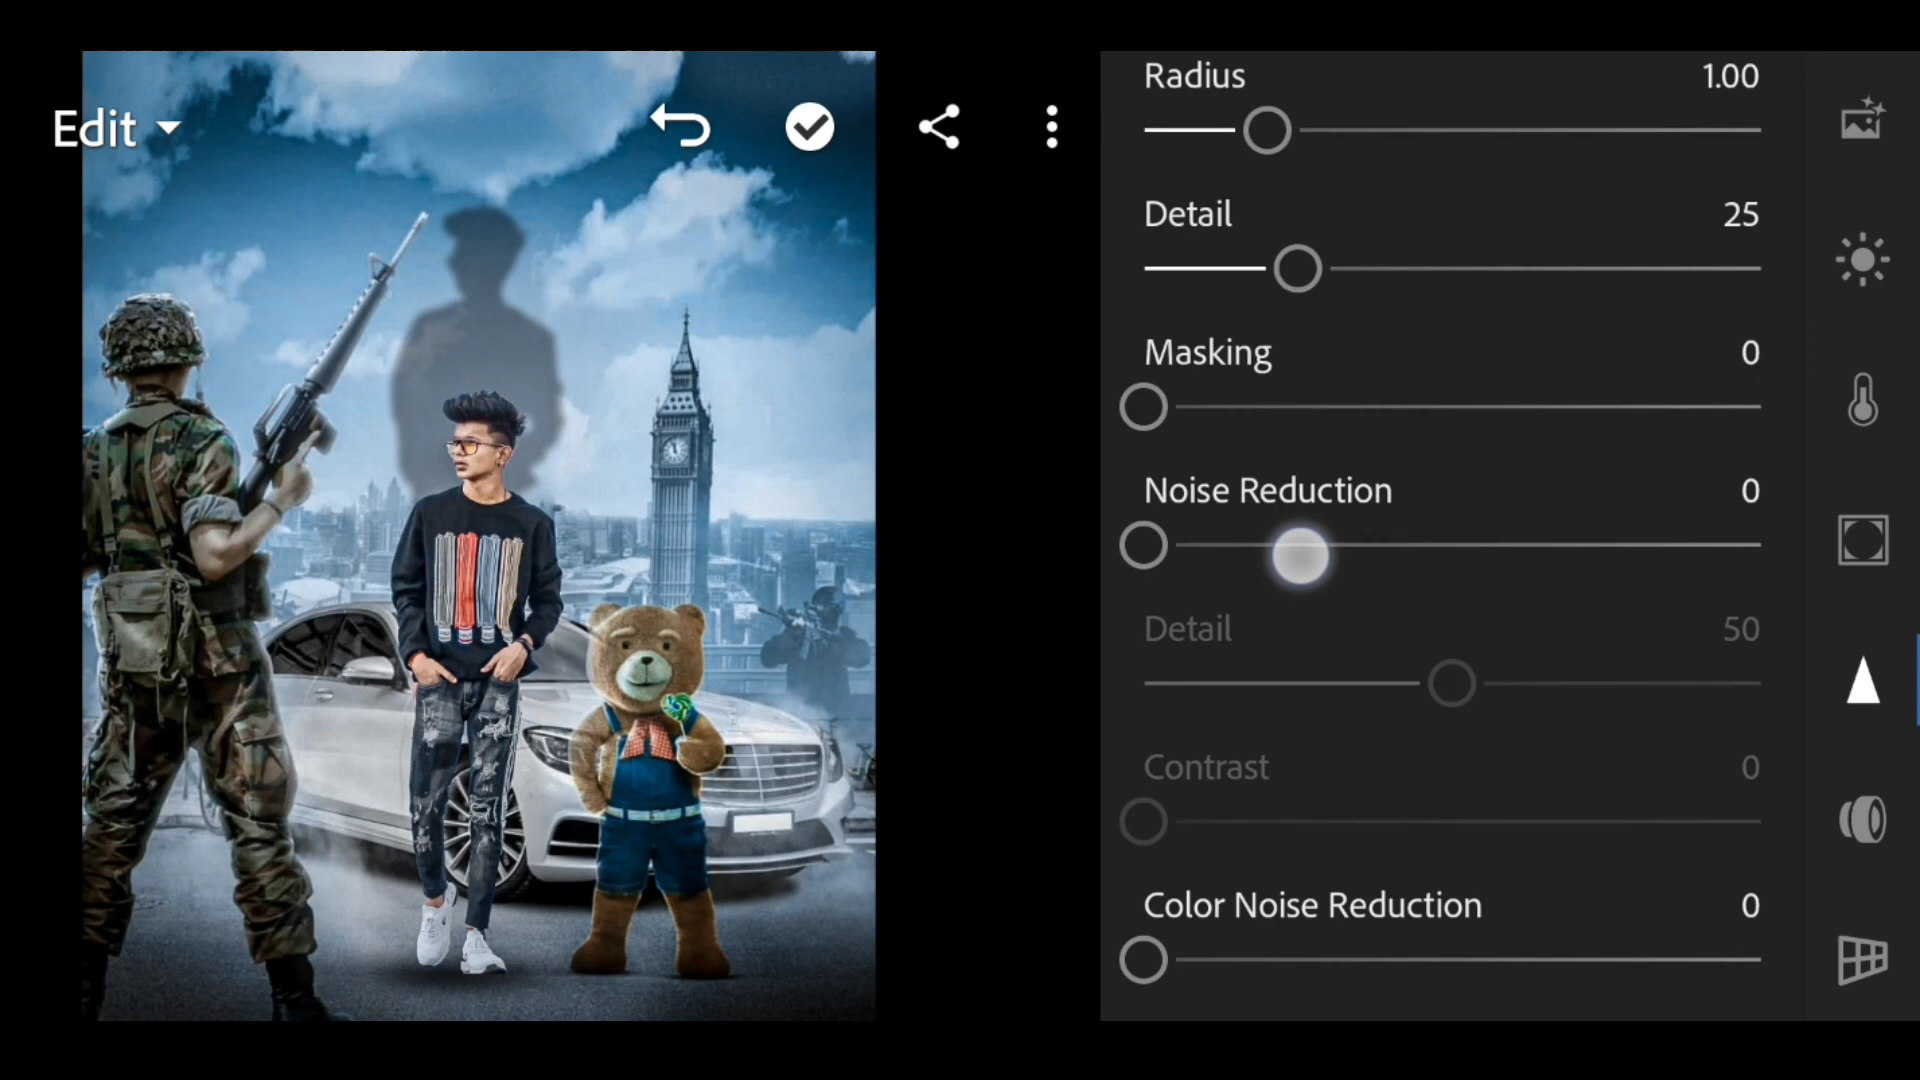 Edit
Radius 1.00
Detail 25
Masking 0
Noise Reduction 0
Detail 50
Contrast 0
Color Noise Reduction 0